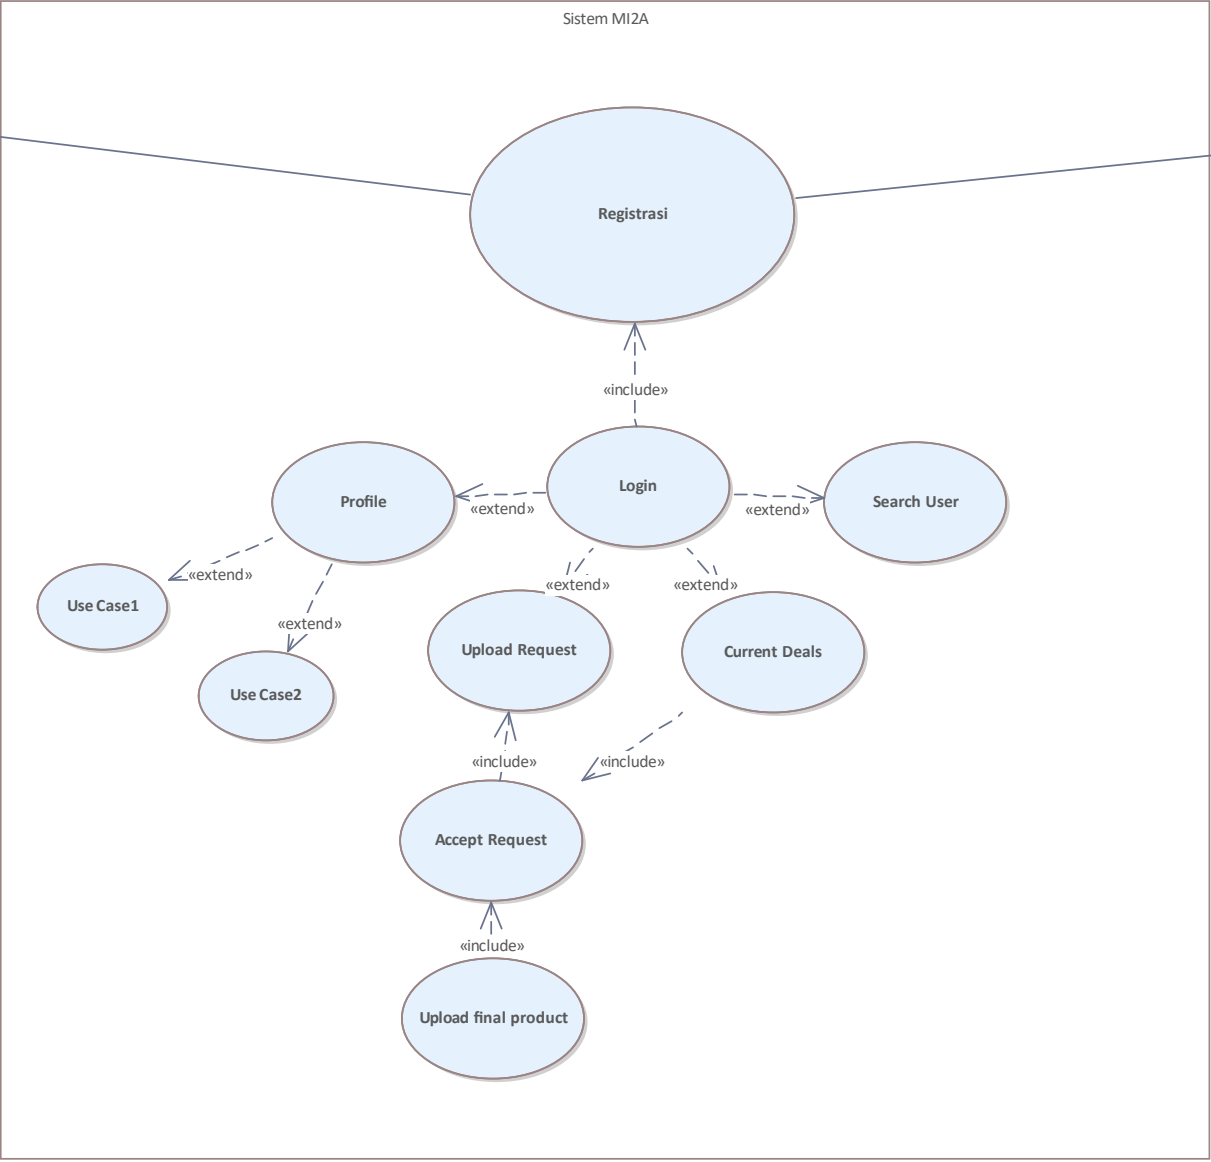 Sistem MI2A
Registrasi
«include»
Profile
Login
Search User
«extend»
«extend»
«extend»
«extend»
«extend»
Use Case1
«extend»
Upload Request
Current Deals
Use Case2
«include»
«include»
Accept Request
«include»
Upload final product